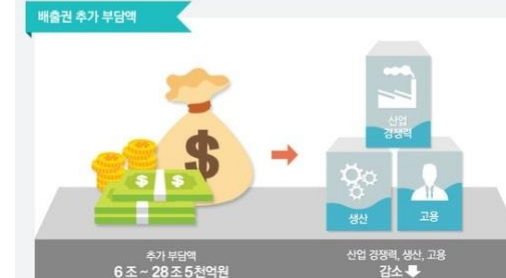 배출권 추가 부담액
$
$ $
산업
경쟁력
생산
고용
추가 부담액
6조~28조 5천억원
산업 경쟁력, 생산, 고용
감소